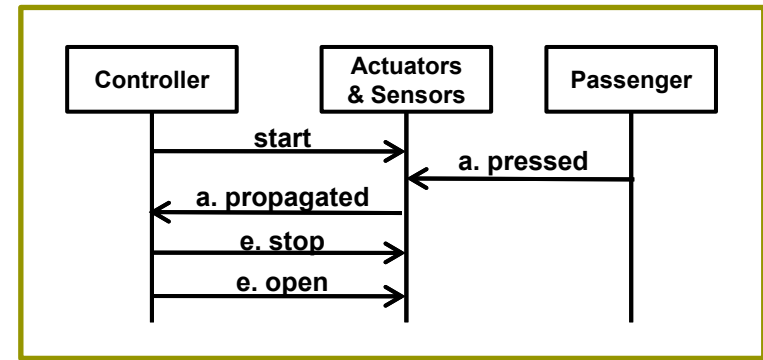 Controller
Actuators
& Sensors
Passenger
start
a. pressed
a. propagated
e. stop
e. open